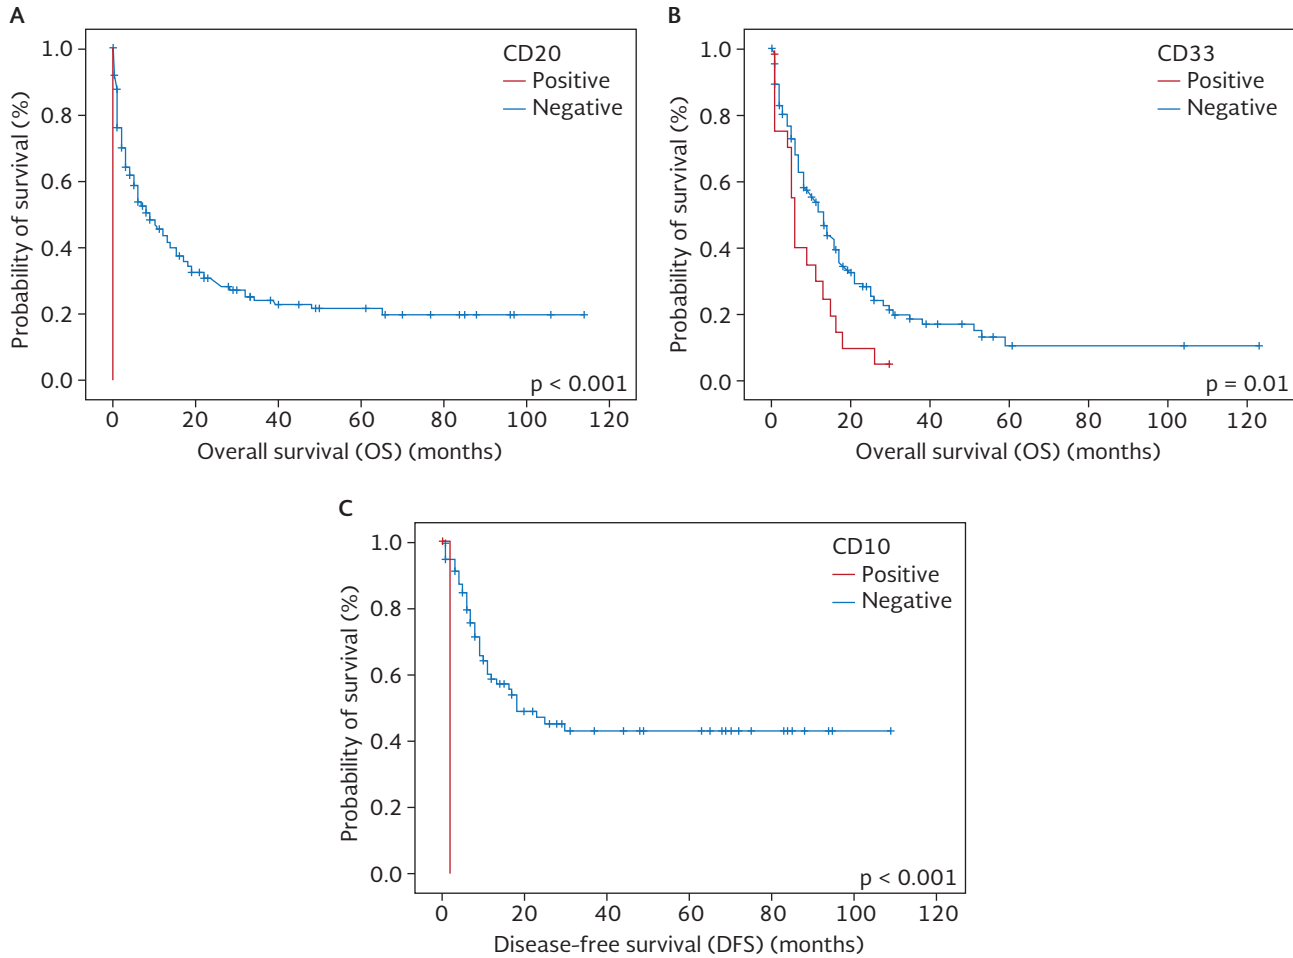 A
CD20
Positive
Negative
Probability of survival (%)
1.0
0.8
0.6
0.4
0.2
0.0
p < 0.001
0 20 40 60 80 100 120
Overall survival (OS) (months)
B
CD33
Positive
Negative
Probability of survival (%)
1.0
0.8
0.6
0.4
0.2
0.0
p = 0.01
0 20 40 60 80 100 120
Overall survival (OS) (months)
C
CD10
Positive
Negative
Probability of survival (%)
1.0
0.8
0.6
0.4
0.2
0.0
p < 0.001
0 20 40 60 80 100 120
Disease-free survival (DFS) (months)